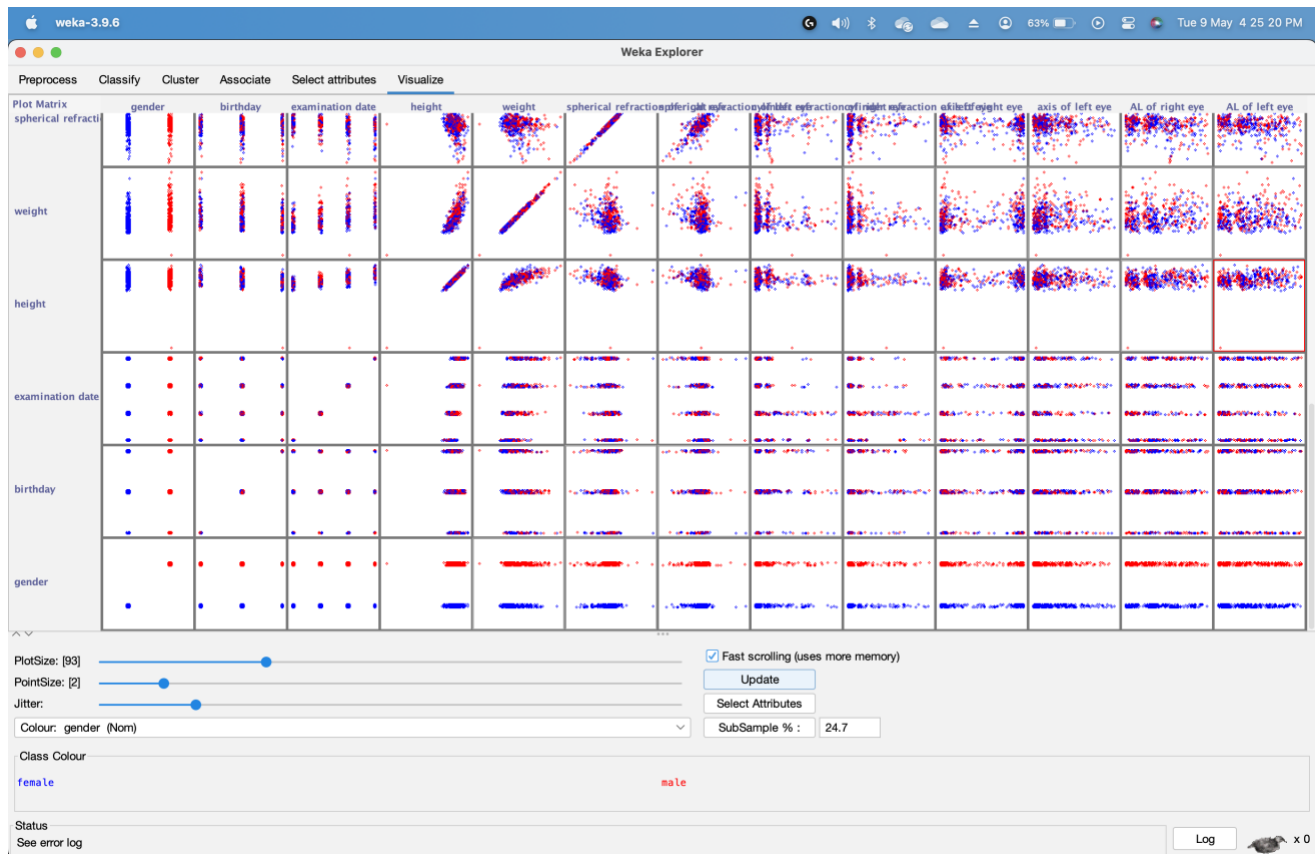 weka-3.9.6
63%
Tue 9 May 4 25 20 PM
Weka Explorer
Preprocess Classify Cluster Associate Select attributes Visualize
Plot Matrix
gender birthday examination date height weight spherical refraction axis of left eye AL of right eye AL of left eye
spherical refracti
weight
height
examination date
birthday
gender
PlotSize: [93]
Fast scrolling (uses more memory)
PointSize: [2]
Update
Jitter:
Select Attributes
Colour: gender (Nom)
SubSample % : 24.7
Class Colour
female male
Status
See error log
Log
x 0